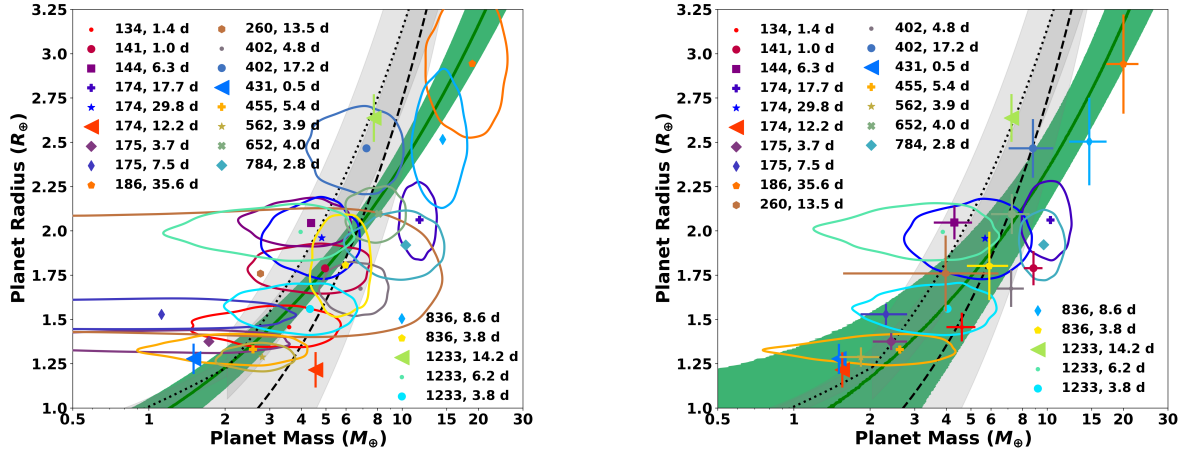 3.25
3.0
2.75
2.5
2.25
2.0
1.75
1.5
1.25
1.0
Planet Radius (R⊕)
134, 1.4 d
141, 1.0 d
144, 6.3 d
174, 17.7 d
174, 29.8 d
174, 12.2 d
175, 3.7 d
175, 7.5 d
186, 35.6 d
260, 13.5 d
402, 4.8 d
402, 17.2 d
431, 0.5 d
455, 5.4 d
562, 3.9 d
652, 4.0 d
784, 2.8 d
836, 8.6 d
836, 3.8 d
1233, 14.2 d
1233, 6.2 d
1233, 3.8 d
0.5 1 2 3 4 5 6 8 10 20 30
Planet Mass (M⊕)
3.25
3.0
2.75
2.5
2.25
2.0
1.75
1.5
1.25
1.0
Planet Radius (R⊕)
134, 1.4 d
141, 1.0 d
144, 6.3 d
174, 17.7 d
174, 29.8 d
174, 12.2 d
175, 3.7 d
175, 7.5 d
186, 35.6 d
260, 13.5 d
402, 4.8 d
402, 17.2 d
431, 0.5 d
455, 5.4 d
562, 3.9 d
652, 4.0 d
784, 2.8 d
836, 8.6 d
836, 3.8 d
1233, 14.2 d
1233, 6.2 d
1233, 3.8 d
0.5 1 2 3 4 5 6 8 10 20 30
Planet Mass (M⊕)